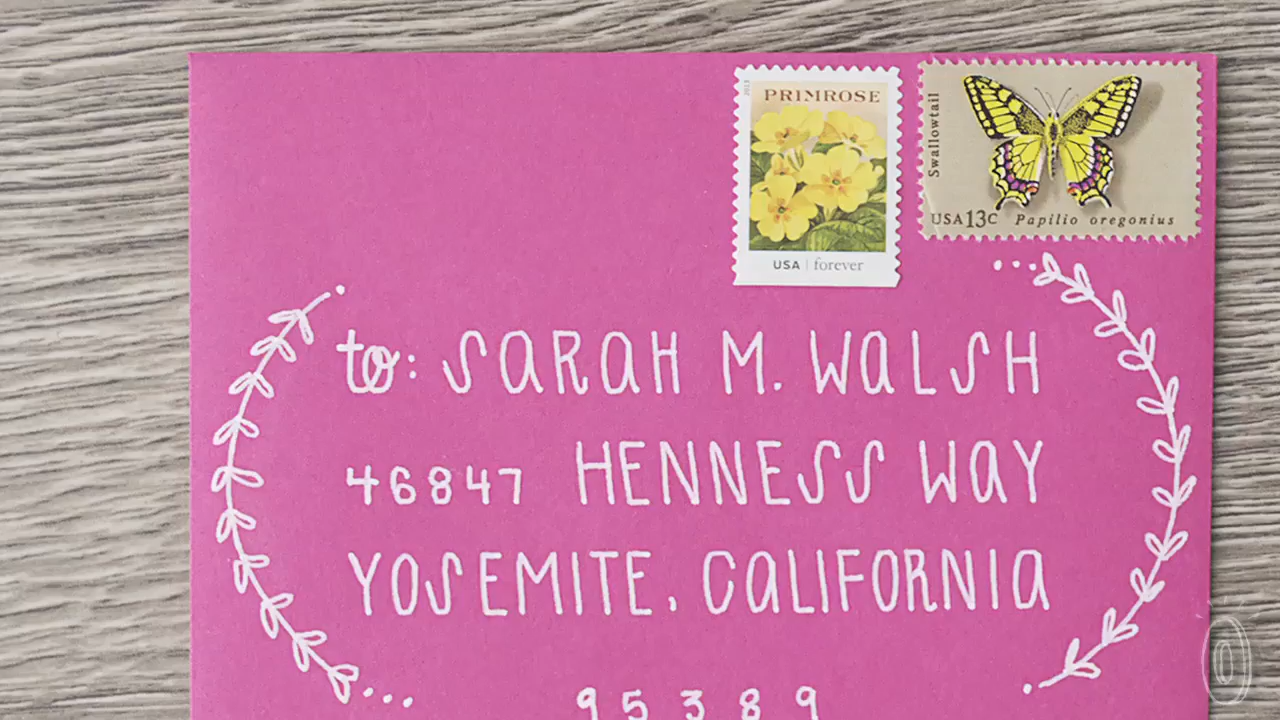 2013
PRIMROSE
USA | forever
Swallowtail
USA 13c Papilio oregonius
to: SARAH M. WALSH
46847 HENNESS WAY
YOSEMITE, CALIFORNIA
95389